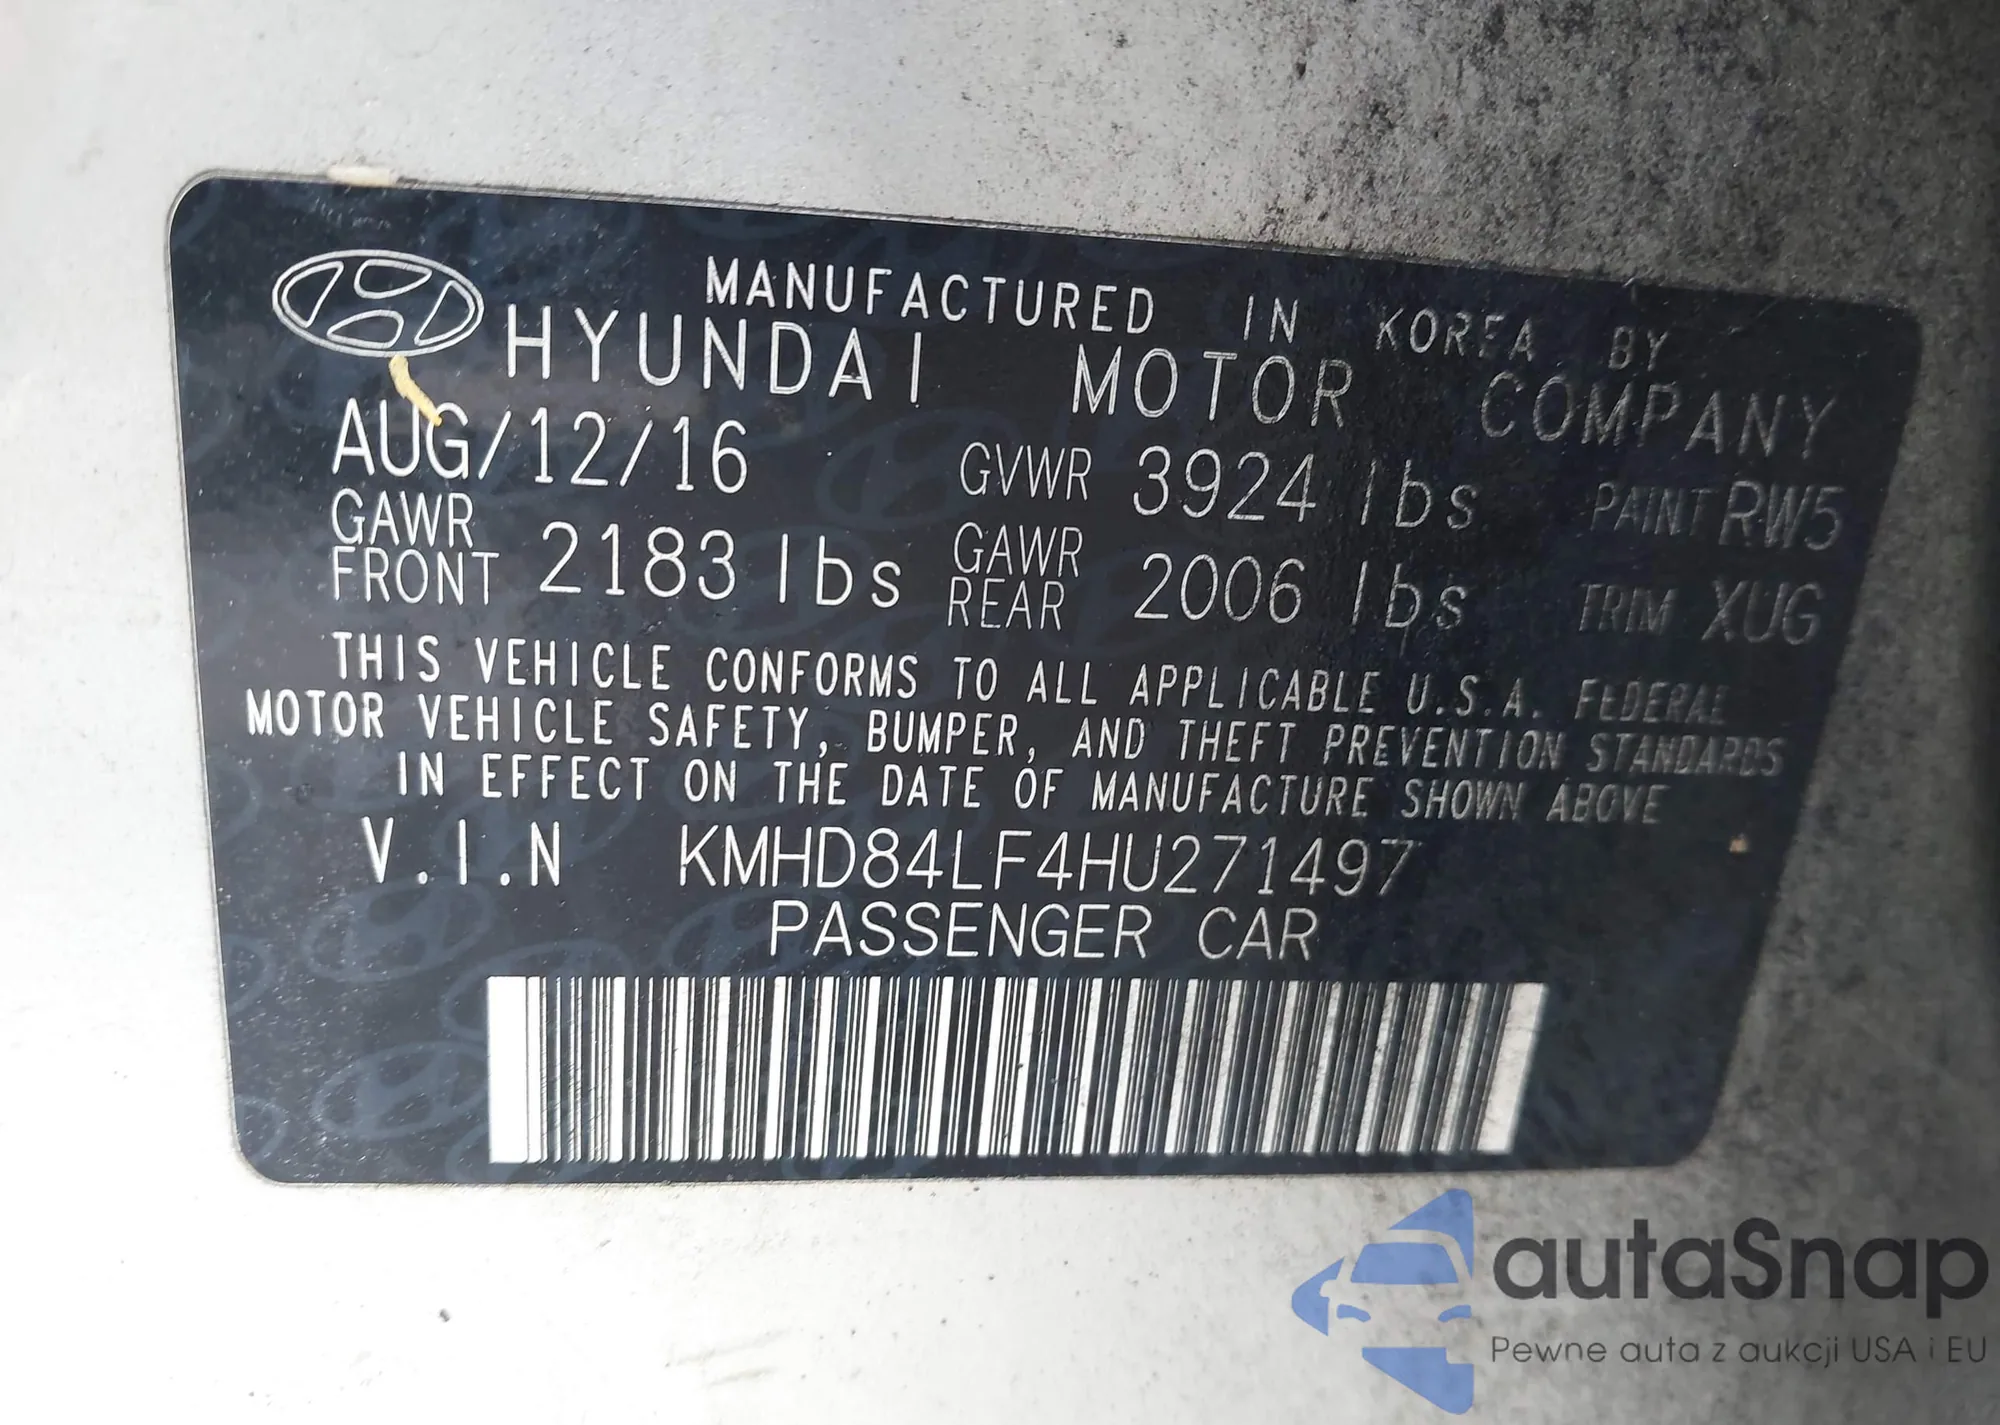 MANUFACTURED IN KOREA BY
HYUNDAI MOTOR COMPANY
AUG/12/16 GVWR 3924 lbs PAINT RW5
GAWR FRONT 2183 lbs GAWR REAR 2006 lbs TRIM XUG
THIS VEHICLE CONFORMS TO ALL APPLICABLE U.S.A. FEDERAL
MOTOR VEHICLE SAFETY, BUMPER, AND THEFT PREVENTION STANDARDS
IN EFFECT ON THE DATE OF MANUFACTURE SHOWN ABOVE
V.I.N KMHD84LF4HU271497
PASSENGER CAR
autaSnap
Pewne auta z aukcji USA i EU